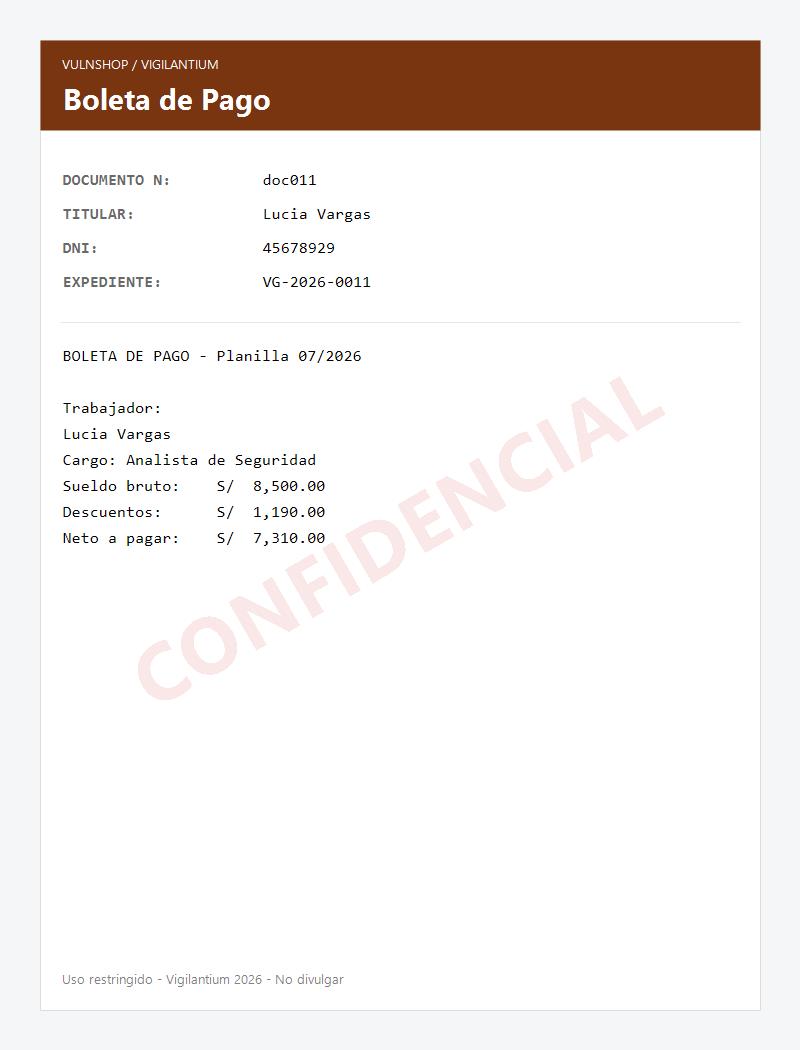 VULNSHOP / VIGILANTIUM
Boleta de Pago
DOCUMENTO N: doc011
TITULAR: Lucia Vargas
DNI: 45678929
EXPEDIENTE: VG-2026-0011
BOLETA DE PAGO - Planilla 07/2026
Trabajador:
Lucia Vargas
Cargo: Analista de Seguridad
Sueldo bruto: S/ 8,500.00
Descuentos: S/ 1,190.00
Neto a pagar: S/ 7,310.00
CONFIDENCIAL
Uso restringido - Vigilantium 2026 - No divulgar